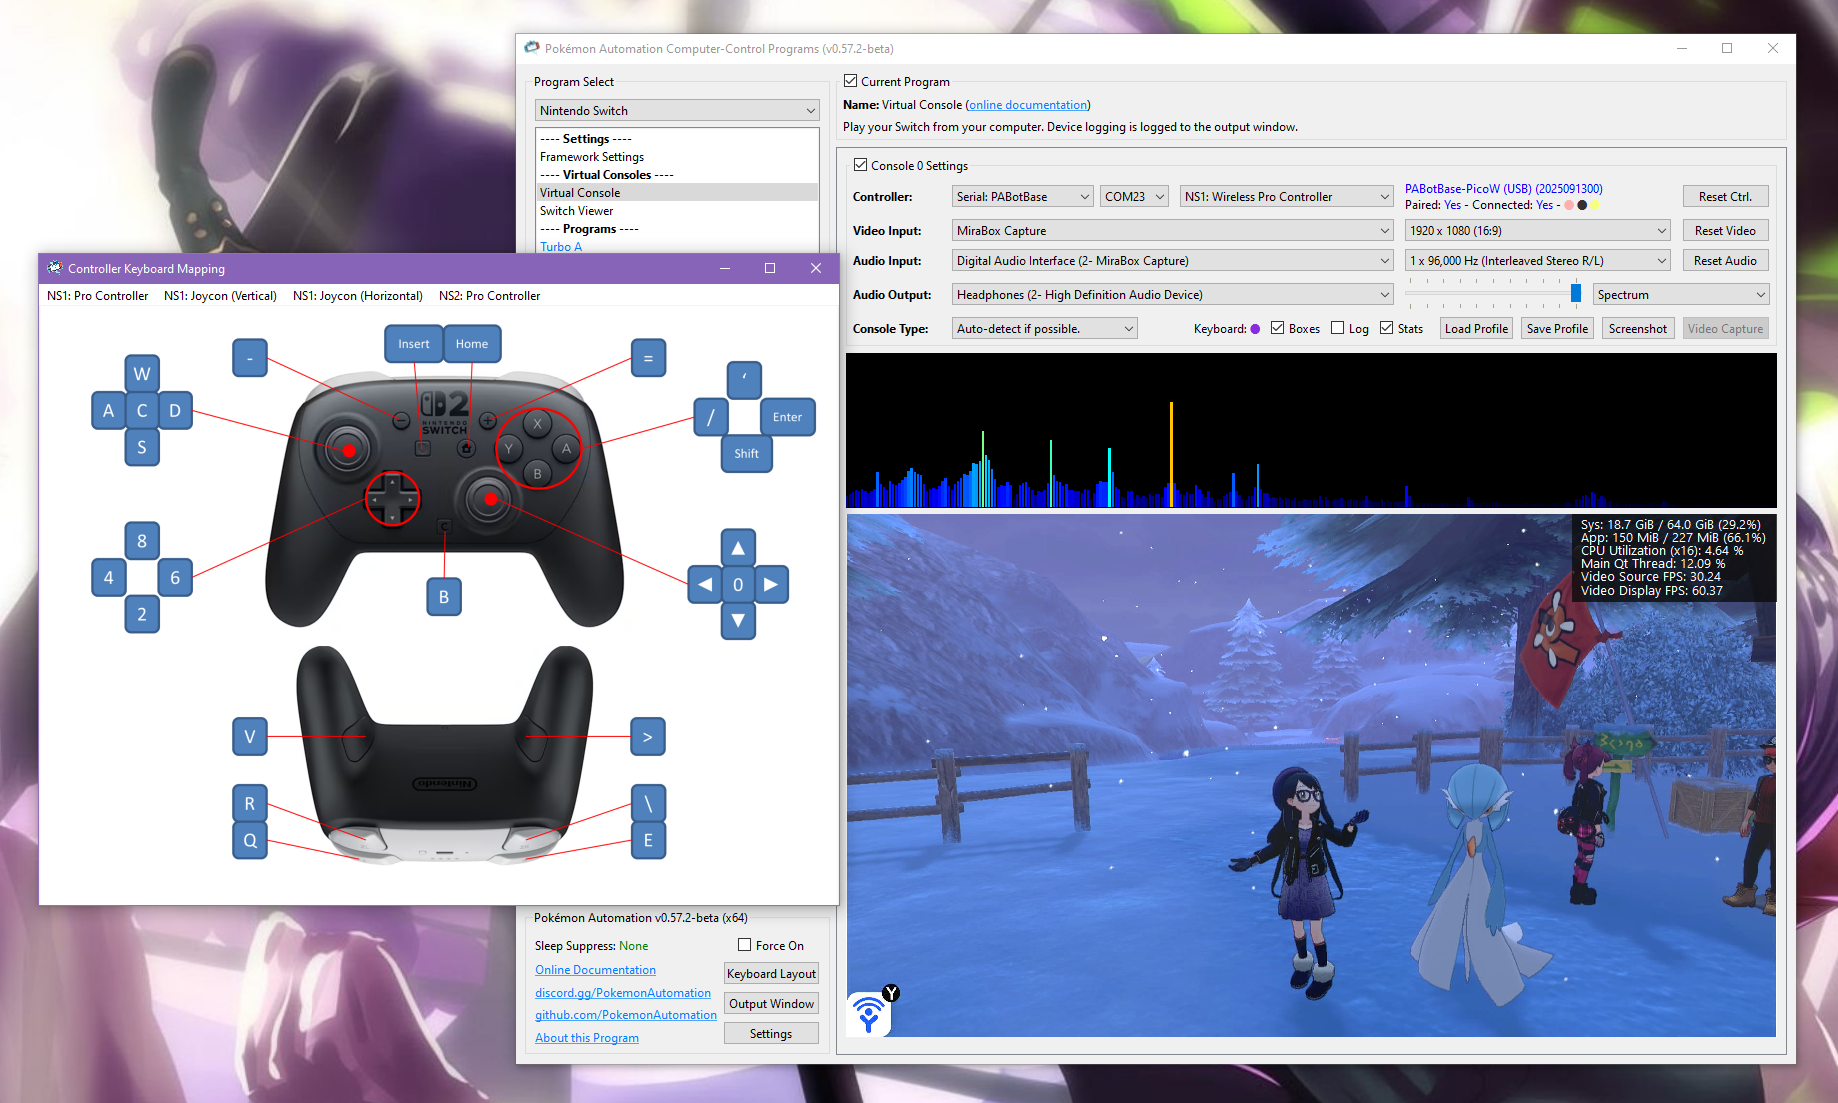 Pokémon Automation Computer-Control Programs (v0.57.2-beta)
Program Select
Nintendo Switch
---- Settings ----
Framework Settings
---- Virtual Consoles ----
Virtual Console
Switch Viewer
---- Programs ----
Turbo A
Current Program
Name: Virtual Console (online documentation)
Play your Switch from your computer. Device logging is logged to the output window.
Console 0 Settings
Controller: Serial: PABotBase COM23 NS1: Wireless Pro Controller PABotBase-PicoW (USB) (2025091300) Reset Ctrl.
Paired: Yes - Connected: Yes -
Video Input: MiraBox Capture 1920 x 1080 (16:9) Reset Video
Audio Input: Digital Audio Interface (2- MiraBox Capture) 1 x 96,000 Hz (Interleaved Stereo R/L) Reset Audio
Audio Output: Headphones (2- High Definition Audio Device) Spectrum
Console Type: Auto-detect if possible. Keyboard: Boxes Log Stats Load Profile Save Profile Screenshot Video Capture
Sys: 18.7 GiB / 64.0 GiB (29.2%)
App: 150 MiB / 227 MiB (66.1%)
CPU Utilization (x16): 4.64 %
Main Qt Thread: 12.09 %
Video Source FPS: 30.24
Video Display FPS: 60.37
Y
Controller Keyboard Mapping
NS1: Pro Controller NS1: Joycon (Vertical) NS1: Joycon (Horizontal) NS2: Pro Controller
- Insert Home =
W
A C D
S
‘
/ Enter
Shift
2
NINTENDO
SWITCH
X
Y A
B
C
8
4 6
2
B
▲
◀ 0 ▶
▼
V >
Nintendo
R \
Q E
Pokémon Automation v0.57.2-beta (x64)
Sleep Suppress: None Force On
Online Documentation Keyboard Layout
discord.gg/PokemonAutomation
Output Window
github.com/PokemonAutomation
About this Program Settings